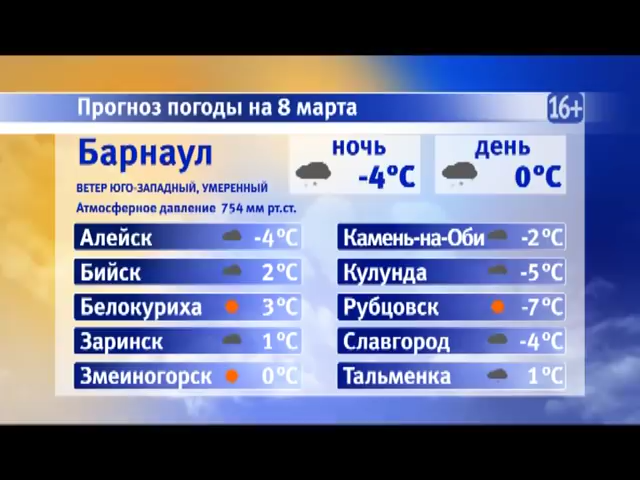 Прогноз погоды на 8 марта
16+
Барнаул
ночь
-4°C
день
0°C
ВЕТЕР ЮГО-ЗАПАДНЫЙ, УМЕРЕННЫЙ
Атмосферное давление 754 мм рт.ст.
Алейск -4°C
Бийск 2°C
Белокуриха 3°C
Заринск 1°C
Змеиногорск 0°C
Камень-на-Оби -2°C
Кулунда -5°C
Рубцовск -7°C
Славгород -4°C
Тальменка 1°C